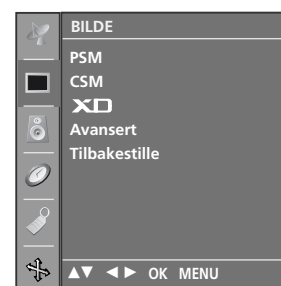 BILDE
PSM
CSM
XD
Avansert
Tilbakestille
▲▼ ◄► OK MENU